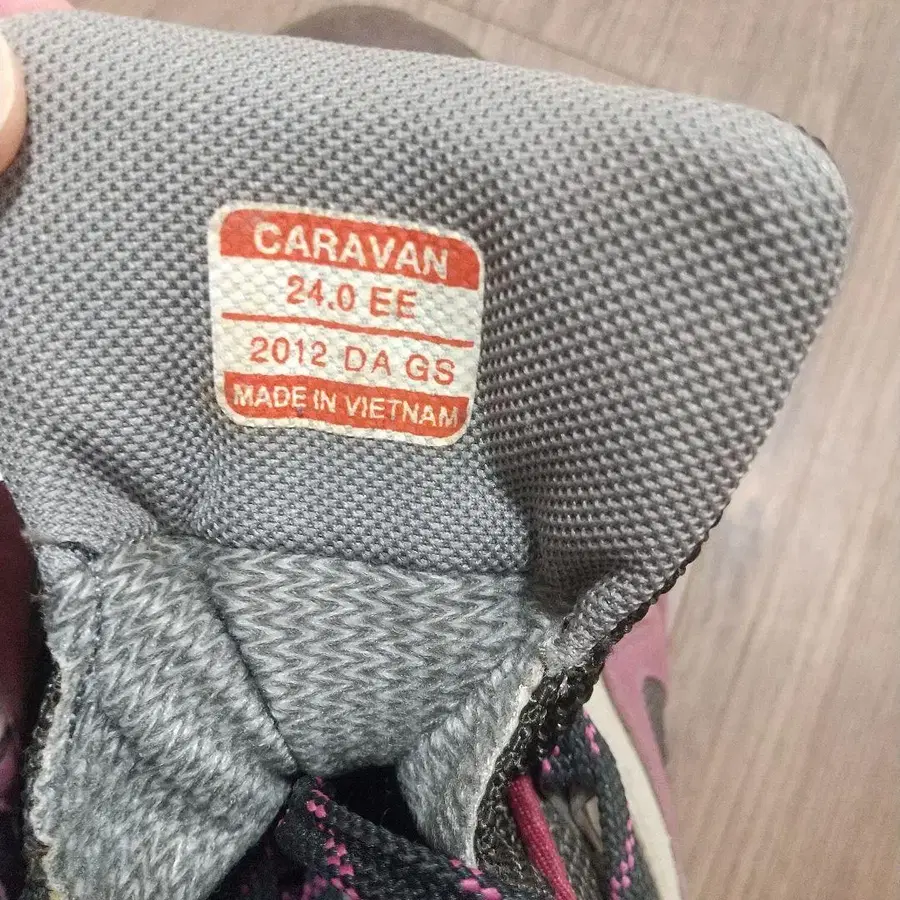 CARAVAN
24.0 EE
2012 DA GS
MADE IN VIETNAM